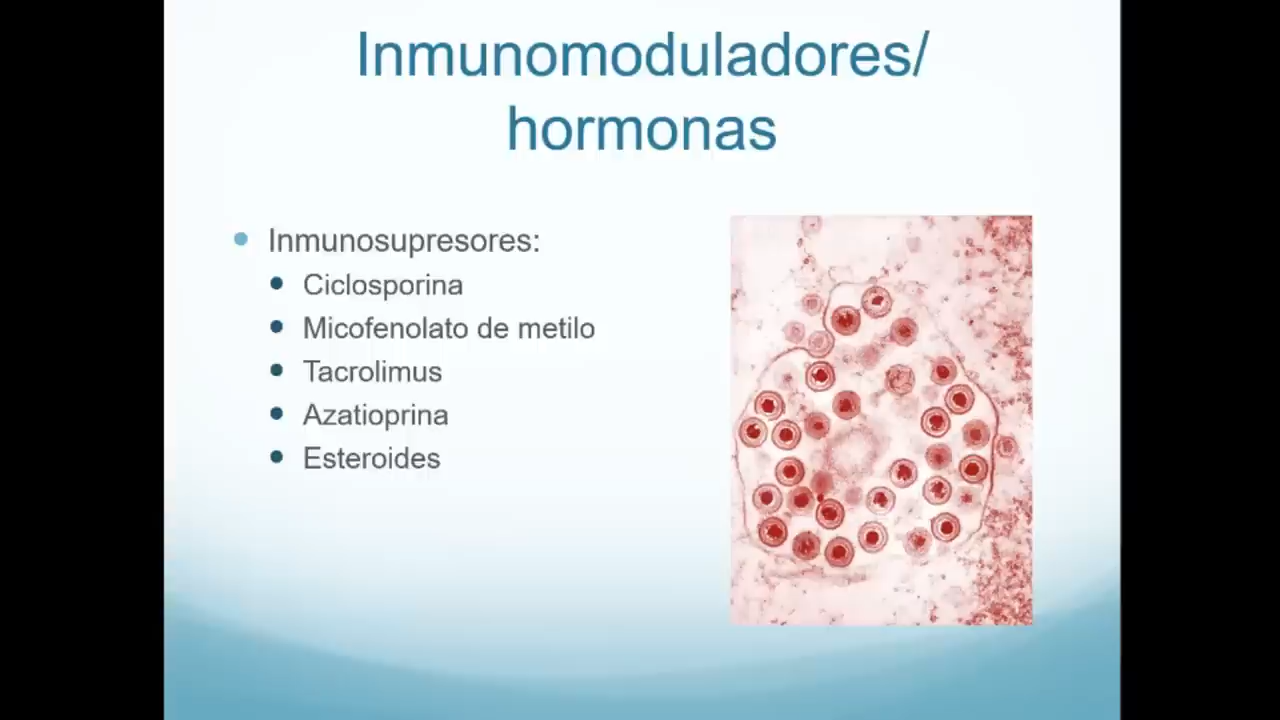 Inmunomoduladores/
hormonas
Inmunosupresores:
Ciclosporina
Micofenolato de metilo
Tacrolimus
Azatioprina
Esteroides